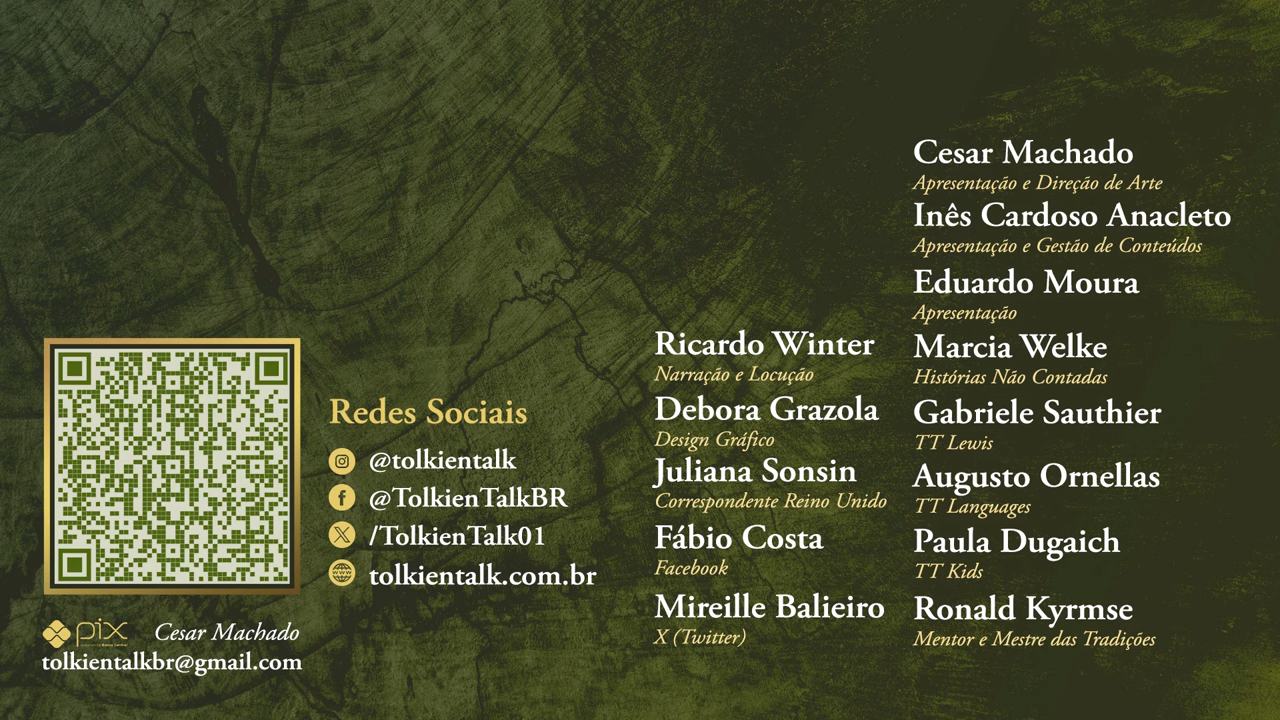 pix
Cesar Machado
tolkientalkbr@gmail.com
Redes Sociais
@tolkientalk
@TolkienTalkBR
/TolkienTalk01
tolkientalk.com.br
Ricardo Winter
Narração e Locução
Debora Grazola
Design Gráfico
Juliana Sonsin
Correspondente Reino Unido
Fábio Costa
Facebook
Mireille Balieiro
X (Twitter)
Cesar Machado
Apresentação e Direção de Arte
Inês Cardoso Anacleto
Apresentação e Gestão de Conteúdos
Eduardo Moura
Apresentação
Marcia Welke
Histórias Não Contadas
Gabriele Sauthier
TT Lewis
Augusto Ornellas
TT Languages
Paula Dugaich
TT Kids
Ronald Kyrmse
Mentor e Mestre das Tradições